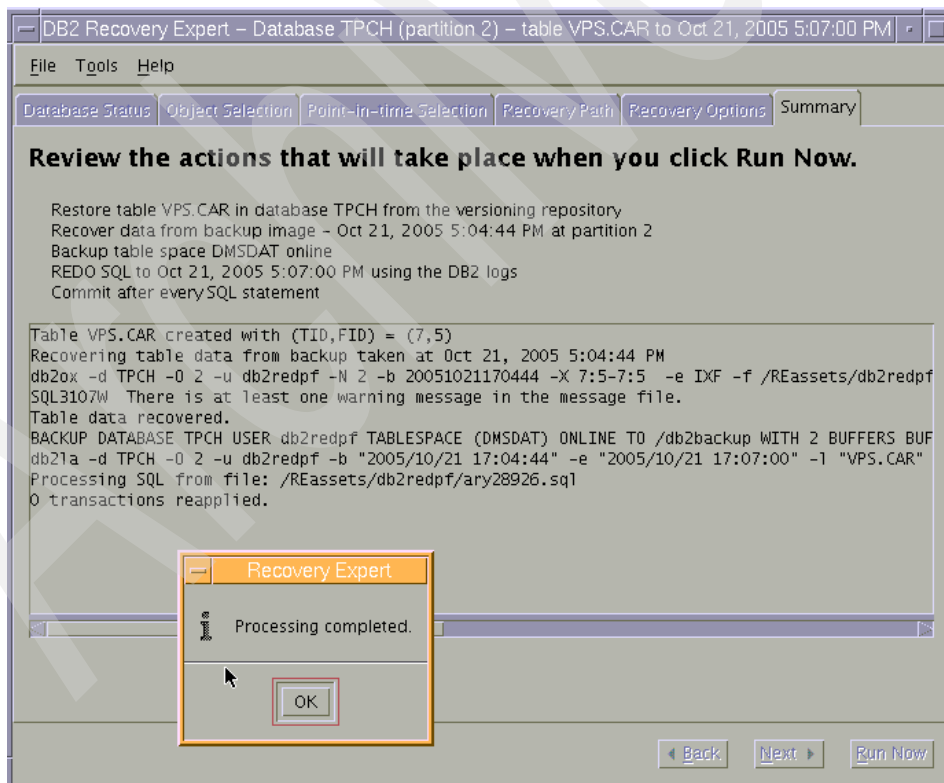 DB2 Recovery Expert – Database TPCH (partition 2) – table VPS.CAR to Oct 21, 2005 5:07:00 PM
File Tools Help
Database Status Object Selection Point-in-time Selection Recovery Path Recovery Options Summary
Review the actions that will take place when you click Run Now.
Restore table VPS.CAR in database TPCH from the versioning repository
Recover data from backup image – Oct 21, 2005 5:04:44 PM at partition 2
Backup table space DMSDAT online
REDO SQL to Oct 21, 2005 5:07:00 PM using the DB2 logs
Commit after every SQL statement
Table VPS.CAR created with (TID,FID) = (7,5)
Recovering table data from backup taken at Oct 21, 2005 5:04:44 PM
db2ox -d TPCH -O 2 -u db2redpf -N 2 -b 20051021170444 -X 7:5-7:5 -e IXF -f /REassets/db2redpf
SQL3107W There is at least one warning message in the message file.
Table data recovered.
BACKUP DATABASE TPCH USER db2redpf TABLESPACE (DMSDAT) ONLINE TO /db2backup WITH 2 BUFFERS BUF
db2la -d TPCH -O 2 -u db2redpf -b "2005/10/21 17:04:44" -e "2005/10/21 17:07:00" -l "VPS.CAR"
Processing SQL from file: /REassets/db2redpf/ary28926.sql
0 transactions reapplied.
Recovery Expert
Processing completed.
OK
Back Next Run Now